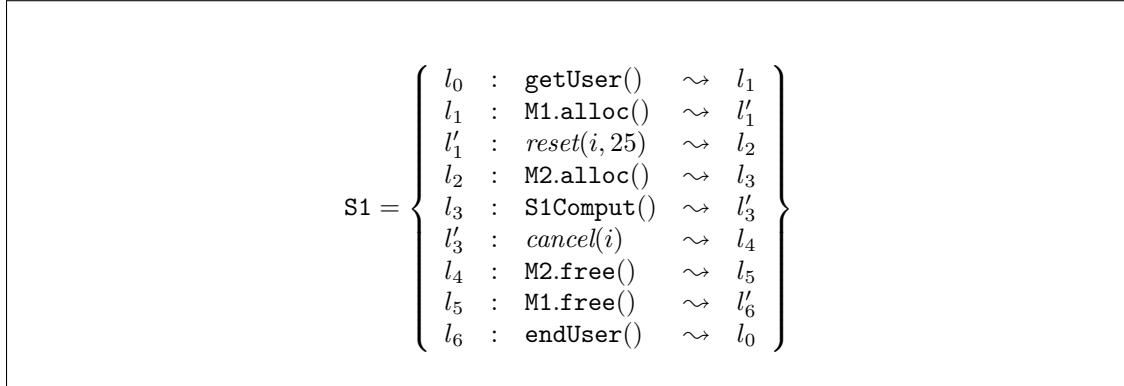 l₀ : getUser() ⇝ l₁
l₁ : M1.alloc() ⇝ l′₁
l′₁ : reset(i, 25) ⇝ l₂
l₂ : M2.alloc() ⇝ l₃
S1 = { l₃ : S1Comput() ⇝ l′₃ }
l′₃ : cancel(i) ⇝ l₄
l₄ : M2.free() ⇝ l₅
l₅ : M1.free() ⇝ l′₆
l₆ : endUser() ⇝ l₀